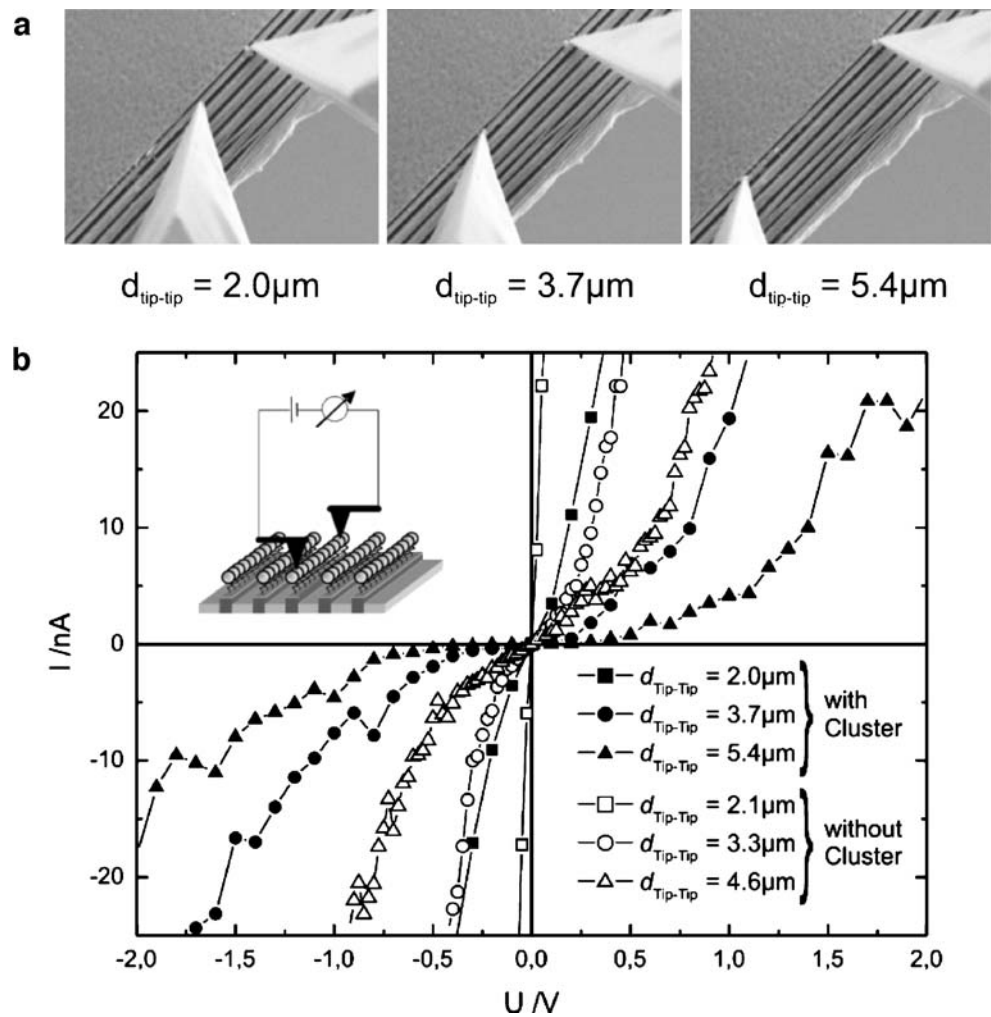 a
d_tip-tip = 2.0µm
d_tip-tip = 3.7µm
d_tip-tip = 5.4µm
b
I /nA
20
10
0
-10
-20
d_Tip-Tip = 2.0µm
d_Tip-Tip = 3.7µm
d_Tip-Tip = 5.4µm
with
Cluster
d_Tip-Tip = 2.1µm
d_Tip-Tip = 3.3µm
d_Tip-Tip = 4.6µm
without
Cluster
-2,0 -1,5 -1,0 -0,5 0,0 0,5 1,0 1,5 2,0
U /V